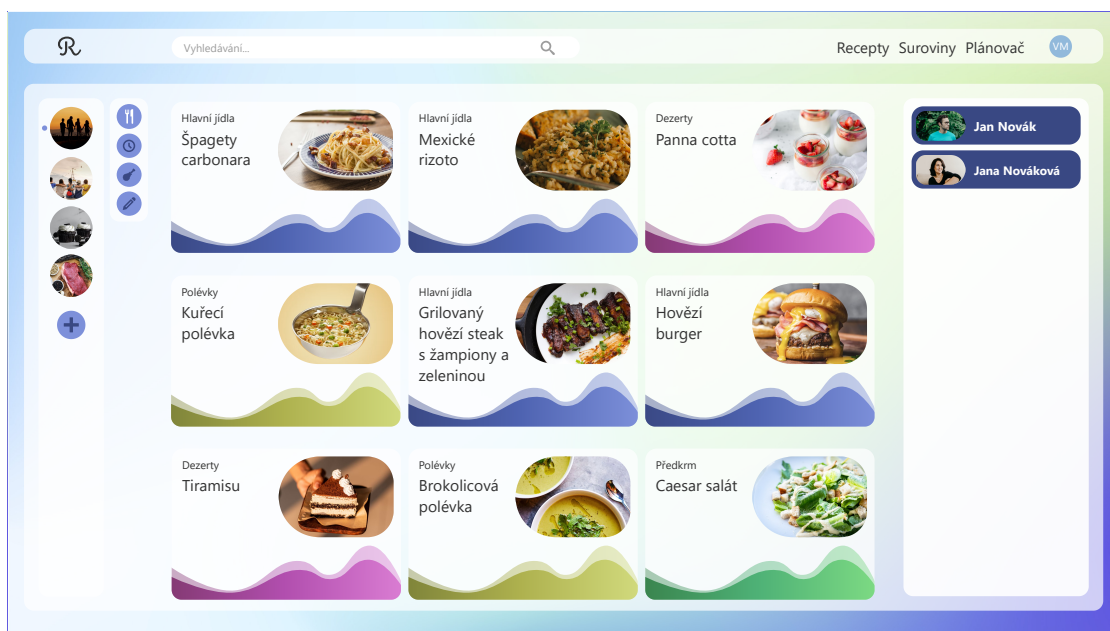 R
Vyhledávání...
Recepty Suroviny Plánovač
VM
Hlavní jídla
Špagety
carbonara
Hlavní jídla
Mexické
rizoto
Dezerty
Panna cotta
Jan Novák
Jana Nováková
Polévky
Kuřecí
polévka
Hlavní jídla
Grilovaný
hovězí steak
s žampiony a
zeleninou
Hlavní jídla
Hovězí
burger
Dezerty
Tiramisu
Polévky
Brokolicová
polévka
Předkrm
Caesar salát